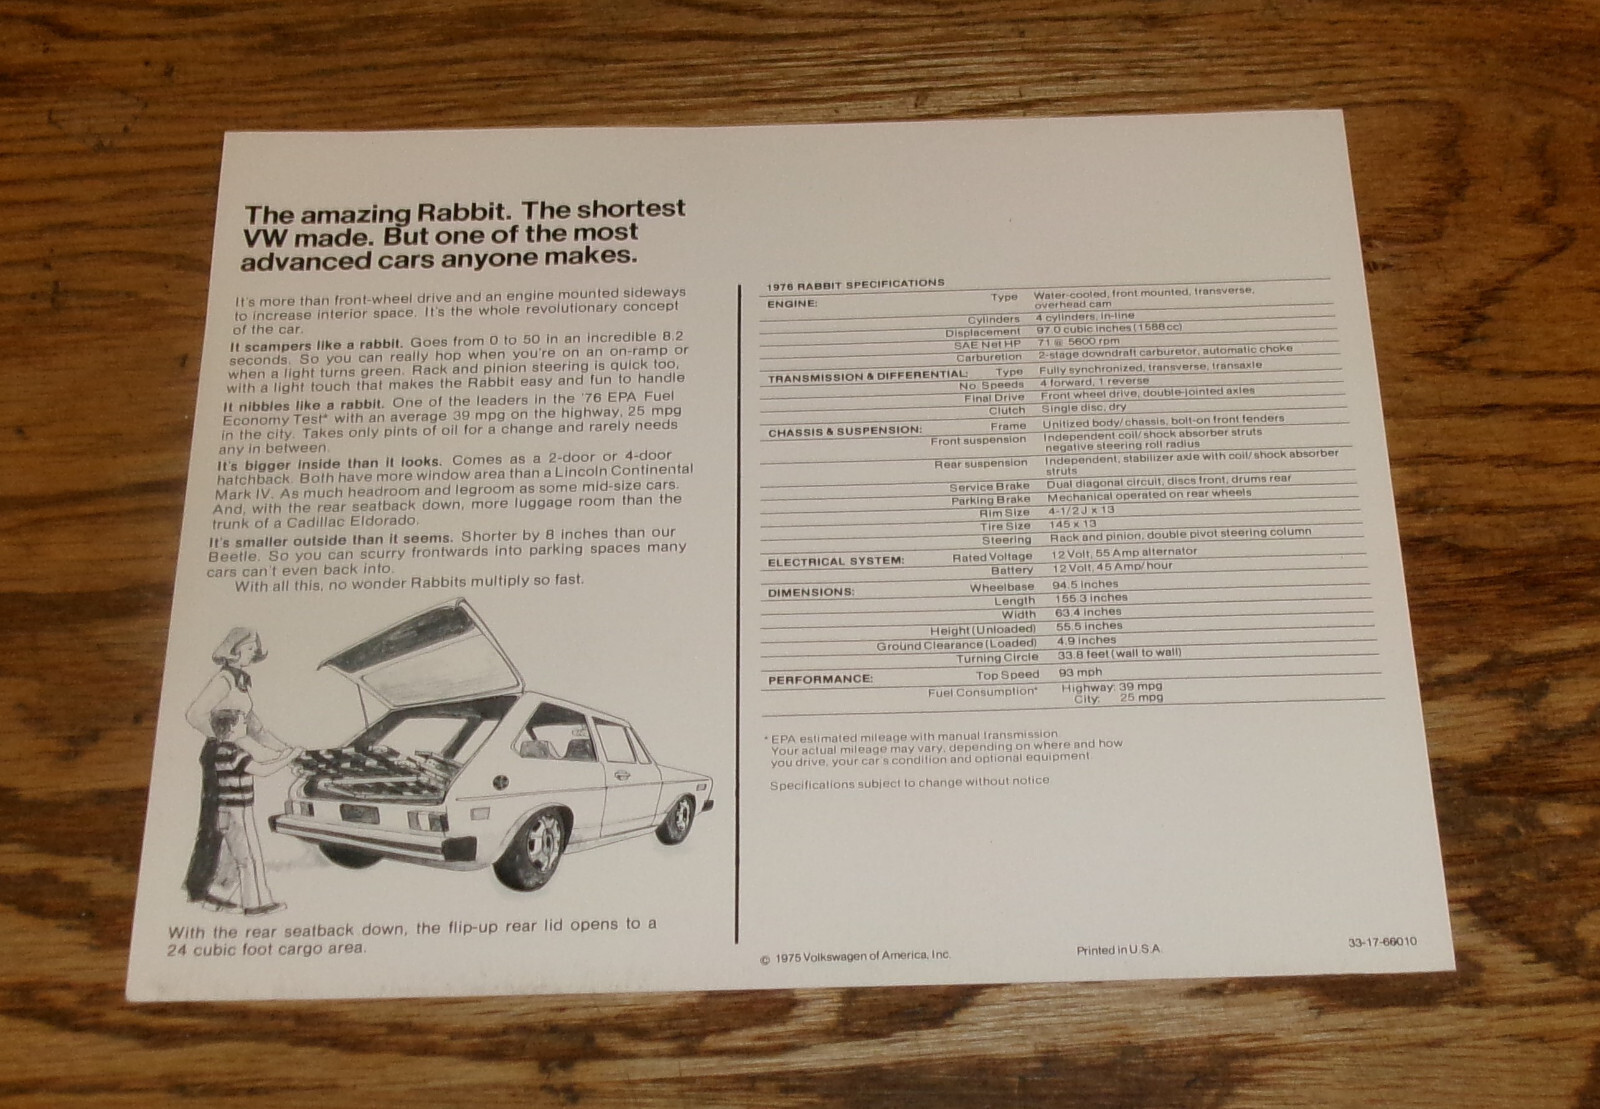 The amazing Rabbit. The shortest
VW made. But one of the most
advanced cars anyone makes.
It's more than front-wheel drive and an engine mounted sideways
to increase interior space. It's the whole revolutionary concept
of the car.
It scampers like a rabbit. Goes from 0 to 50 in an incredible 8.2
seconds. So you can really hop when you're on an on-ramp or
when a light turns green. Rack and pinion steering is quick too,
with a light touch that makes the Rabbit easy and fun to handle
It nibbles like a rabbit. One of the leaders in the '76 EPA Fuel
Economy Test* with an average 39 mpg on the highway, 25 mpg
in the city. Takes only pints of oil for a change and rarely needs
any in between.
It's bigger inside than it looks. Comes as a 2-door or 4-door
hatchback. Both have more window area than a Lincoln Continental
Mark IV. As much headroom and legroom as some mid-size cars.
And, with the rear seatback down, more luggage room than the
trunk of a Cadillac Eldorado.
It's smaller outside than it seems. Shorter by 8 inches than our
Beetle. So you can scurry frontwards into parking spaces many
cars can't even back into.
With all this, no wonder Rabbits multiply so fast.
With the rear seatback down, the flip-up rear lid opens to a
24 cubic foot cargo area.
1976 RABBIT SPECIFICATIONS
ENGINE: Type Water-cooled, front mounted, transverse,
overhead cam
Cylinders 4 cylinders, in-line
Displacement 97.0 cubic inches (1588cc)
SAE Net HP 71 @ 5600 rpm
Carburetion 2-stage downdraft carburetor, automatic choke
TRANSMISSION & DIFFERENTIAL: Type Fully synchronized, transverse, transaxle
No. Speeds 4 forward, 1 reverse
Final Drive Front wheel drive, double-jointed axles
Clutch Single disc, dry
CHASSIS & SUSPENSION: Frame Unitized body/chassis, bolt-on front fenders
Front suspension Independent coil/shock absorber struts
negative steering roll radius
Rear suspension Independent, stabilizer axle with coil/shock absorber
struts
Service Brake Dual diagonal circuit, discs front, drums rear
Parking Brake Mechanical operated on rear wheels
Rim Size 4-1/2J x 13
Tire Size 145 x 13
Steering Rack and pinion, double pivot steering column
ELECTRICAL SYSTEM: Rated Voltage 12 Volt, 55 Amp alternator
Battery 12 Volt, 45 Amp/hour
DIMENSIONS: Wheelbase 94.5 inches
Length 155.3 inches
Width 63.4 inches
Height (Unloaded) 55.5 inches
Ground Clearance (Loaded) 4.9 inches
Turning Circle 33.8 feet (wall to wall)
PERFORMANCE: Top Speed 93 mph
Fuel Consumption* Highway: 39 mpg
City: 25 mpg
* EPA estimated mileage with manual transmission.
Your actual mileage may vary, depending on where and how
you drive, your car's condition and optional equipment
Specifications subject to change without notice.
© 1975 Volkswagen of America, Inc. Printed in U.S.A. 33-17-66010